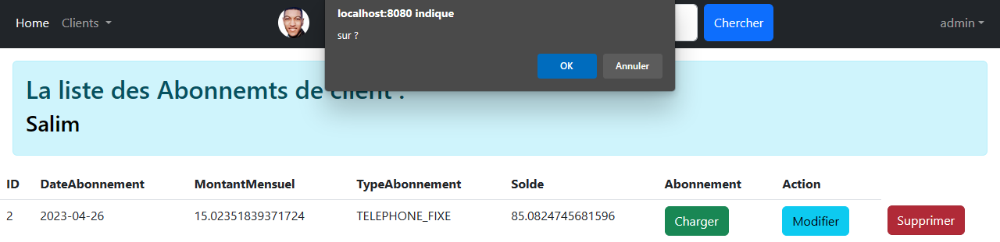 Home Clients Chercher admin
localhost:8080 indique
sur ?
OK Annuler
La liste des Abonnemts de client :
Salim
ID DateAbonnement MontantMensuel TypeAbonnement Solde Abonnement Action
2 2023-04-26 15.02351839371724 TELEPHONE_FIXE 85.0824745681596 Charger Modifier Supprimer